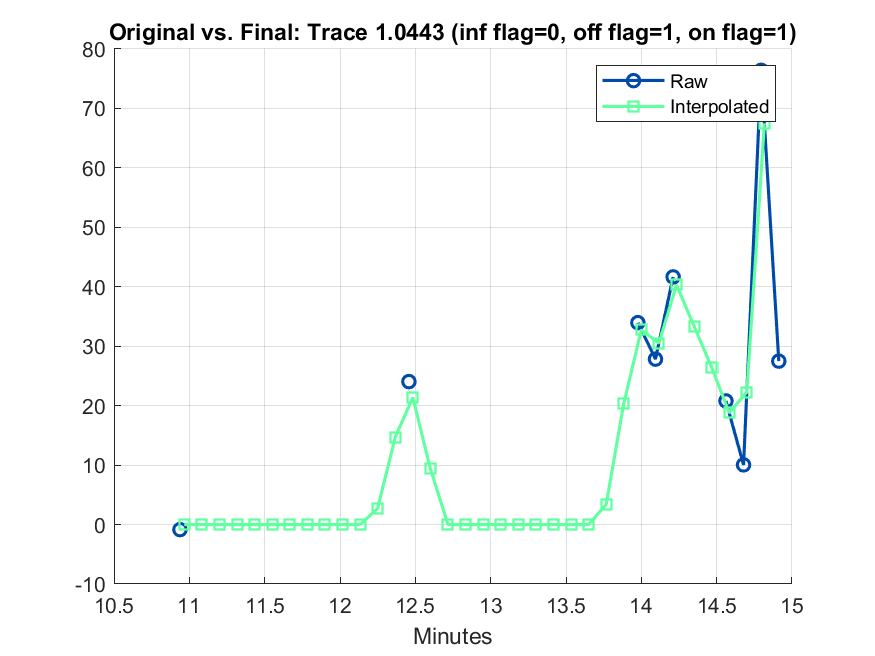 Original vs. Final: Trace 1.0443 (inf flag=0, off flag=1, on flag=1)
80
70
60
50
40
30
20
10
0
-10
Raw
Interpolated
10.5 11 11.5 12 12.5 13 13.5 14 14.5 15
Minutes